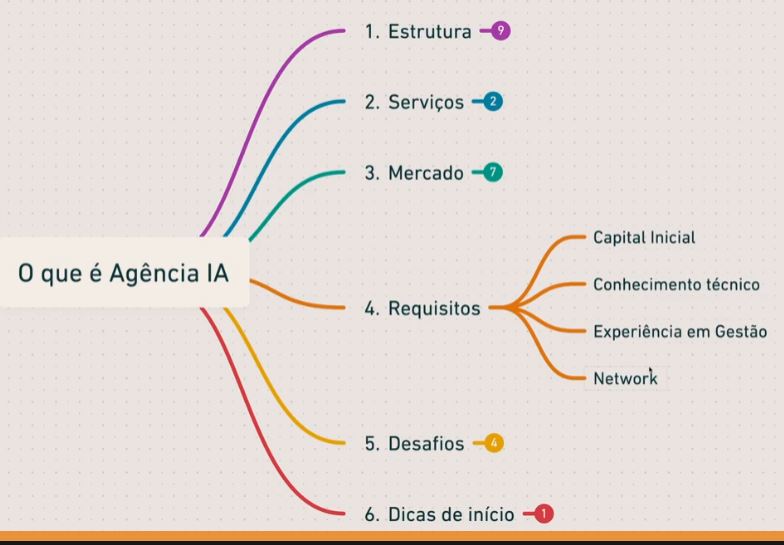 O que é Agência IA
1. Estrutura 9
2. Serviços 2
3. Mercado 7
4. Requisitos
Capital Inicial
Conhecimento técnico
Experiência em Gestão
Network
5. Desafios 4
6. Dicas de início 1